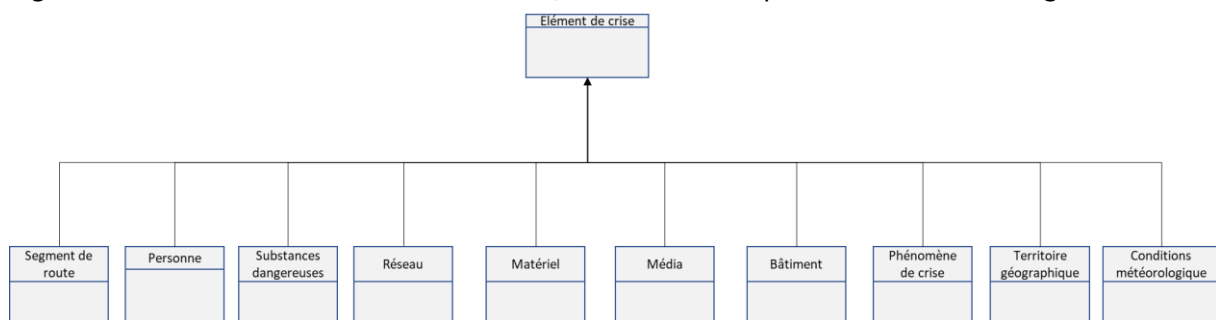 Elément de crise
Segment de
route
Personne
Substances
dangereuses
Réseau
Matériel
Média
Bâtiment
Phénomène
de crise
Territoire
géographique
Conditions
météorologique